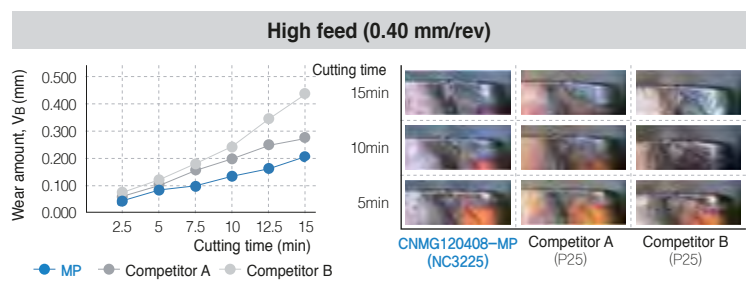 High feed (0.40 mm/rev)
Wear amount, VB (mm)
0.500
0.400
0.300
0.200
0.100
0.000
2.5 5 7.5 10 12.5 15
Cutting time (min)
MP Competitor A Competitor B
Cutting time
15min
10min
5min
CNMG120408-MP
(NC3225)
Competitor A
(P25)
Competitor B
(P25)